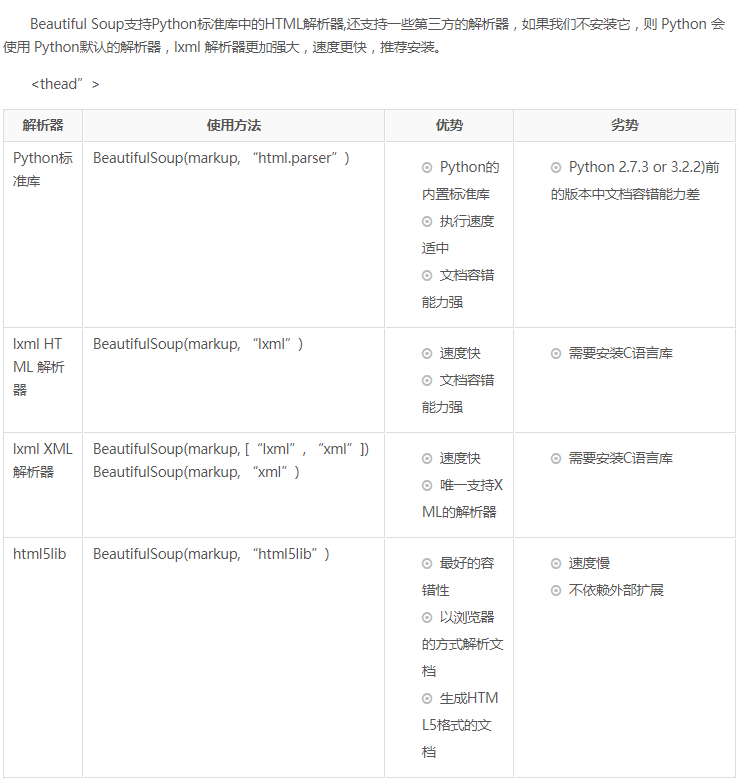 Beautiful Soup支持Python标准库中的HTML解析器,还支持一些第三方的解析器，如果我们不安装它，则 Python 会
使用 Python默认的解析器，lxml 解析器更加强大，速度更快，推荐安装。
<thead” >
解析器 使用方法 优势 劣势
Python标
准库
BeautifulSoup(markup, “html.parser” )
Python的
内置标准库
执行速度
适中
文档容错
能力强
Python 2.7.3 or 3.2.2)前
的版本中文档容错能力差
lxml HT
ML 解析
器
BeautifulSoup(markup, “lxml” )
速度快
文档容错
能力强
需要安装C语言库
lxml XML
解析器
BeautifulSoup(markup, [ “lxml” , “xml” ])
BeautifulSoup(markup, “xml” )
速度快
唯一支持X
ML的解析器
需要安装C语言库
html5lib
BeautifulSoup(markup, “html5lib” )
最好的容
错性
以浏览器
的方式解析文
档
生成HTM
L5格式的文
档
速度慢
不依赖外部扩展